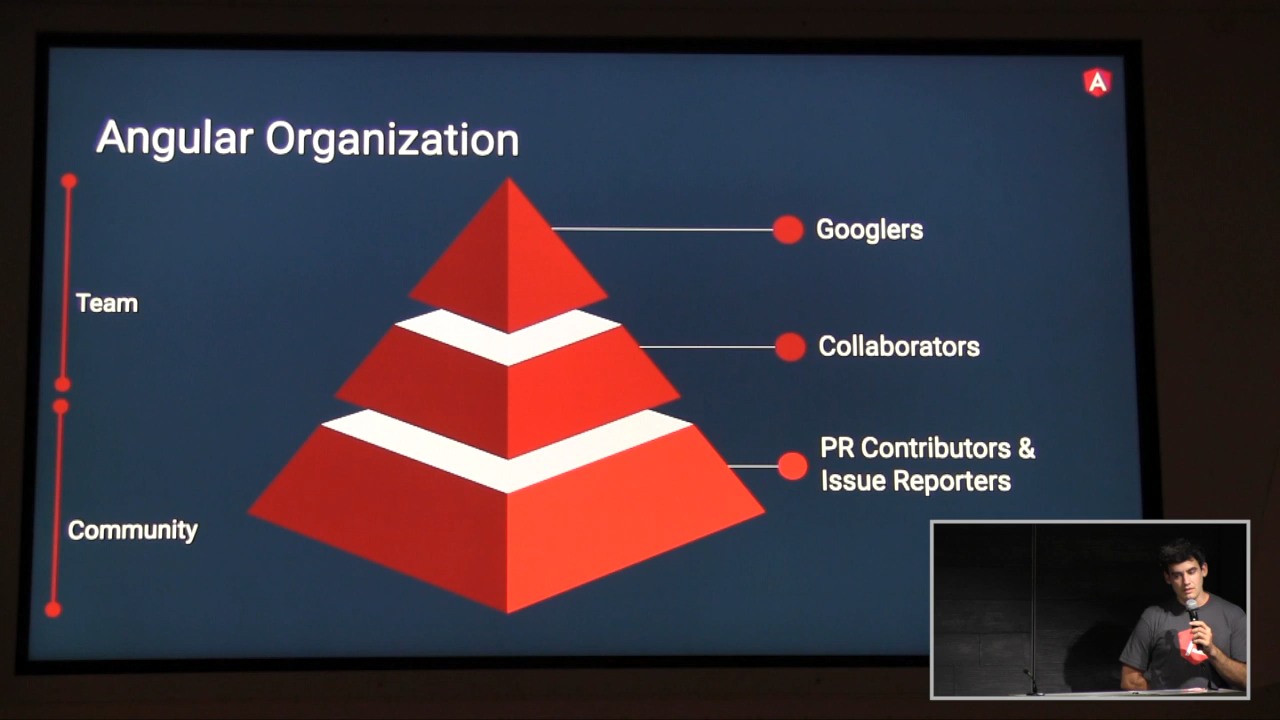 Angular Organization
Googlers
Team
Collaborators
PR Contributors &
Issue Reporters
Community
A